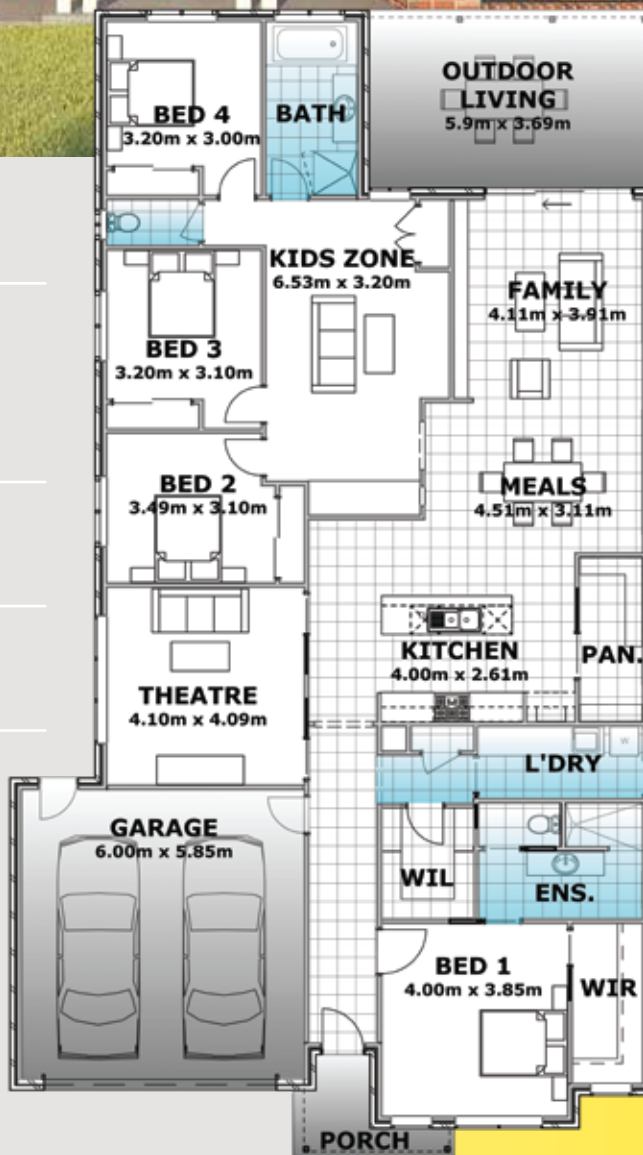 OUTDOOR
LIVING
5.9m x 3.69m
BED 4
3.20m x 3.00m
BATH
KIDS ZONE
6.53m x 3.20m
FAMILY
4.11m x 3.91m
BED 3
3.20m x 3.10m
BED 2
3.49m x 3.10m
MEALS
4.51m x 3.11m
KITCHEN
4.00m x 2.61m
PAN.
THEATRE
4.10m x 4.09m
W
L'DRY
GARAGE
6.00m x 5.85m
WIL
ENS.
BED 1
4.00m x 3.85m
WIR
PORCH